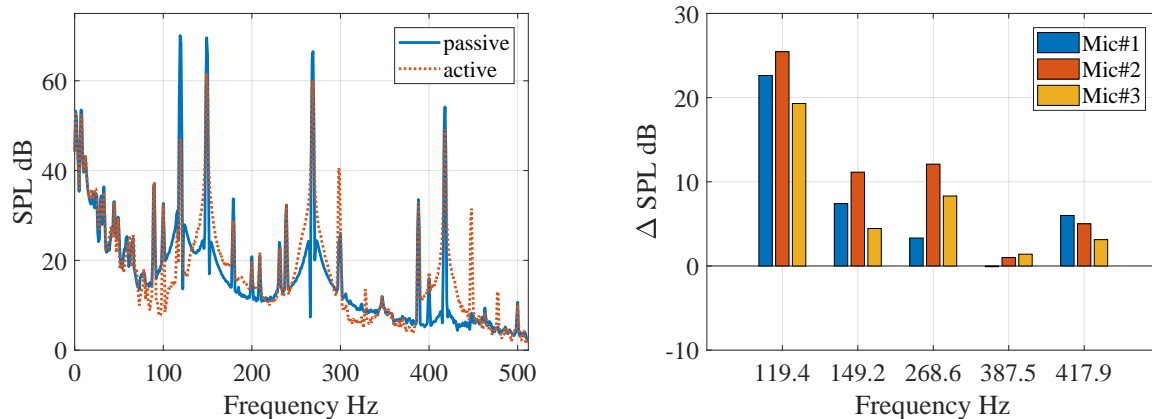 60
40
20
0
SPL dB
passive
active
0 100 200 300 400 500
Frequency Hz
30
20
10
0
-10
Δ SPL dB
Mic#1
Mic#2
Mic#3
119.4 149.2 268.6 387.5 417.9
Frequency Hz